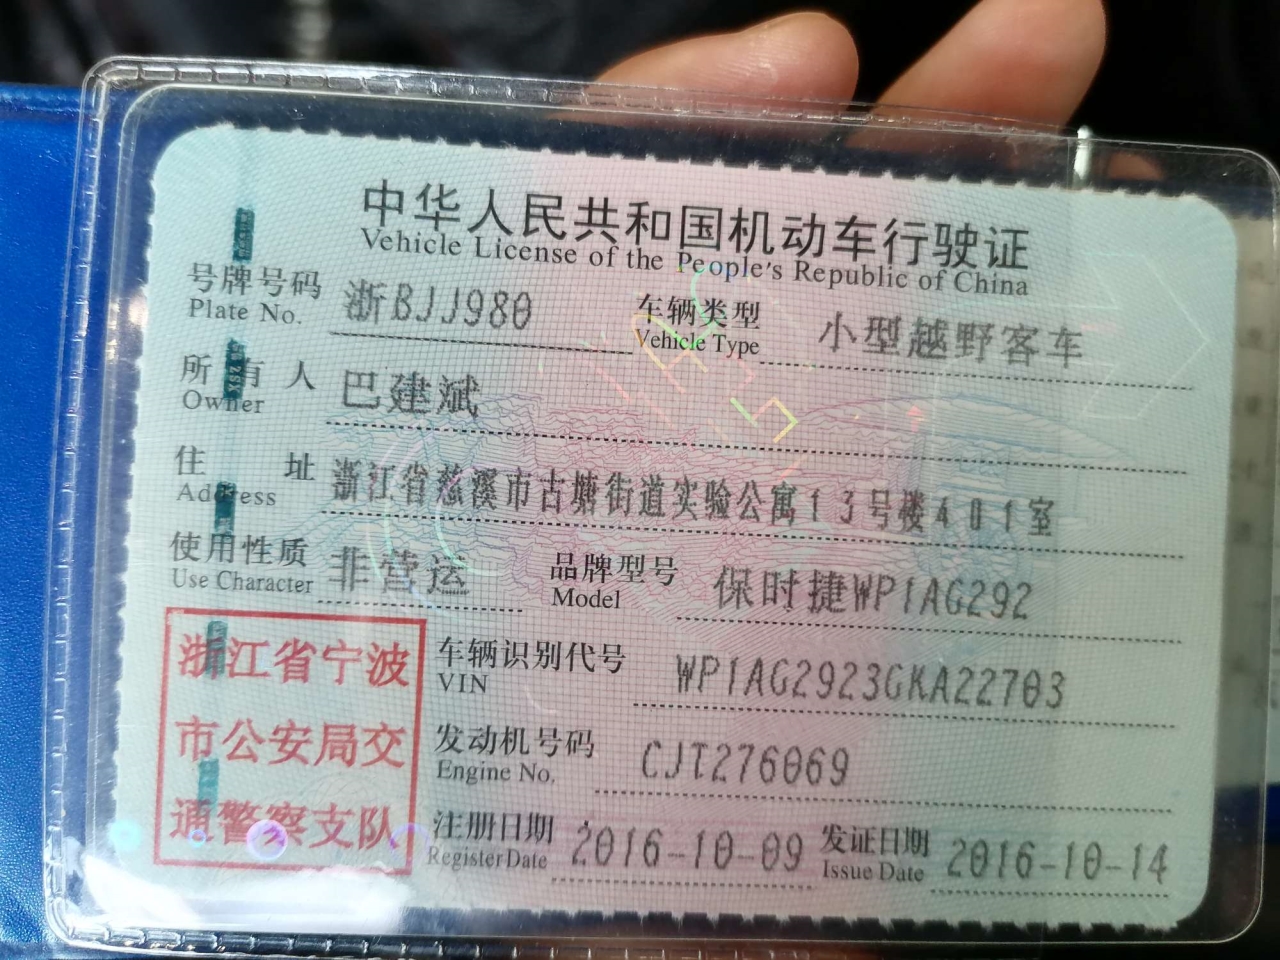 中华人民共和国机动车行驶证
Vehicle License of the People's Republic of China
号牌号码 浙BJJ980 车辆类型 小型越野客车
Plate No. Vehicle Type
所有人 巴建斌
Owner
住址 浙江省慈溪市古塘街道实验公寓13号楼401室
Address
使用性质 非营运 品牌型号 保时捷WP1AG292
Use Character Model
浙江省宁波
市公安局交
通警察支队
车辆识别代号 WP1AG2923GKA22703
VIN
发动机号码 CJT276069
Engine No.
注册日期 2016-10-09 发证日期 2016-10-14
Register Date Issue Date